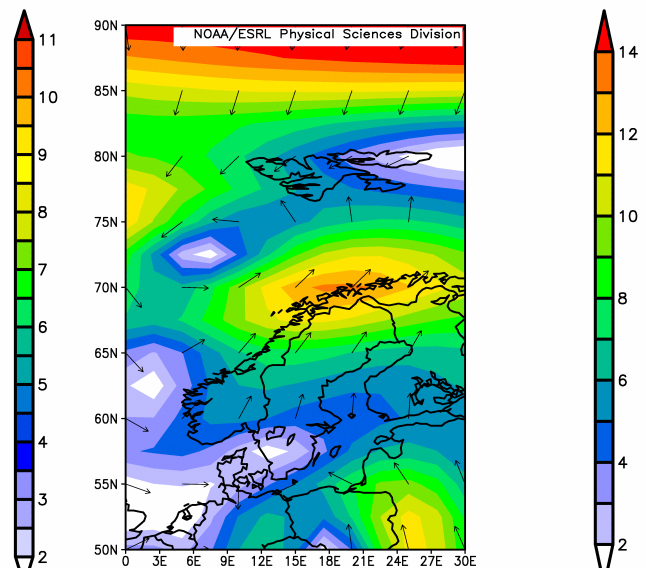 NOAA/ESRL Physical Sciences Division
90N
85N
80N
75N
70N
65N
60N
55N
50N
0 3E 6E 9E 12E 15E 18E 21E 24E 27E 30E
11
10
9
8
7
6
5
4
3
2
14
12
10
8
6
4
2